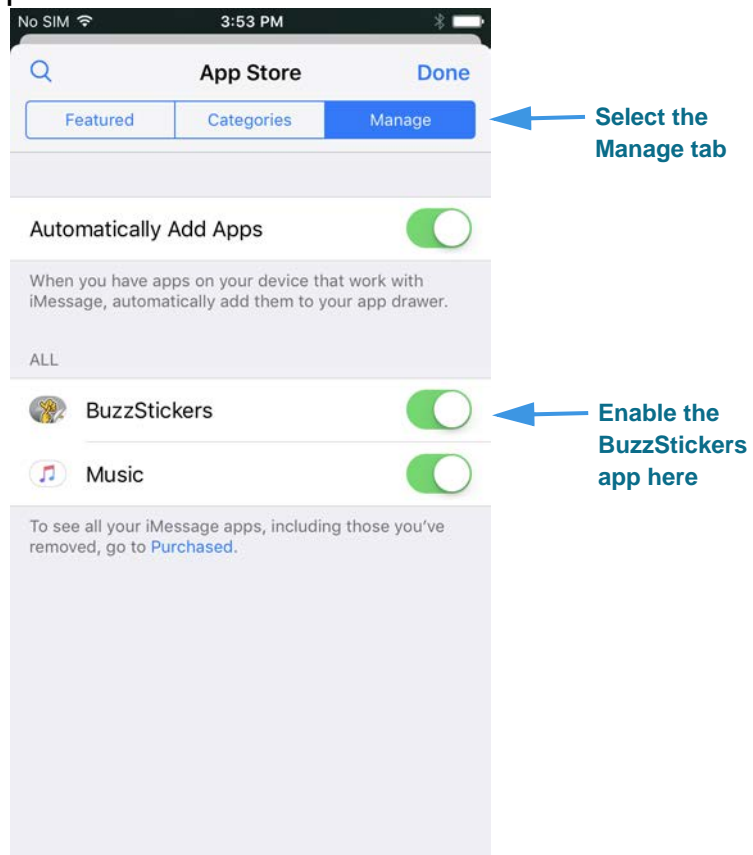 No SIM 3:53 PM
App Store Done
Featured Categories Manage
Select the
Manage tab
Automatically Add Apps
When you have apps on your device that work with
iMessage, automatically add them to your app drawer.
ALL
BuzzStickers
Enable the
BuzzStickers
app here
Music
To see all your iMessage apps, including those you’ve
removed, go to Purchased.